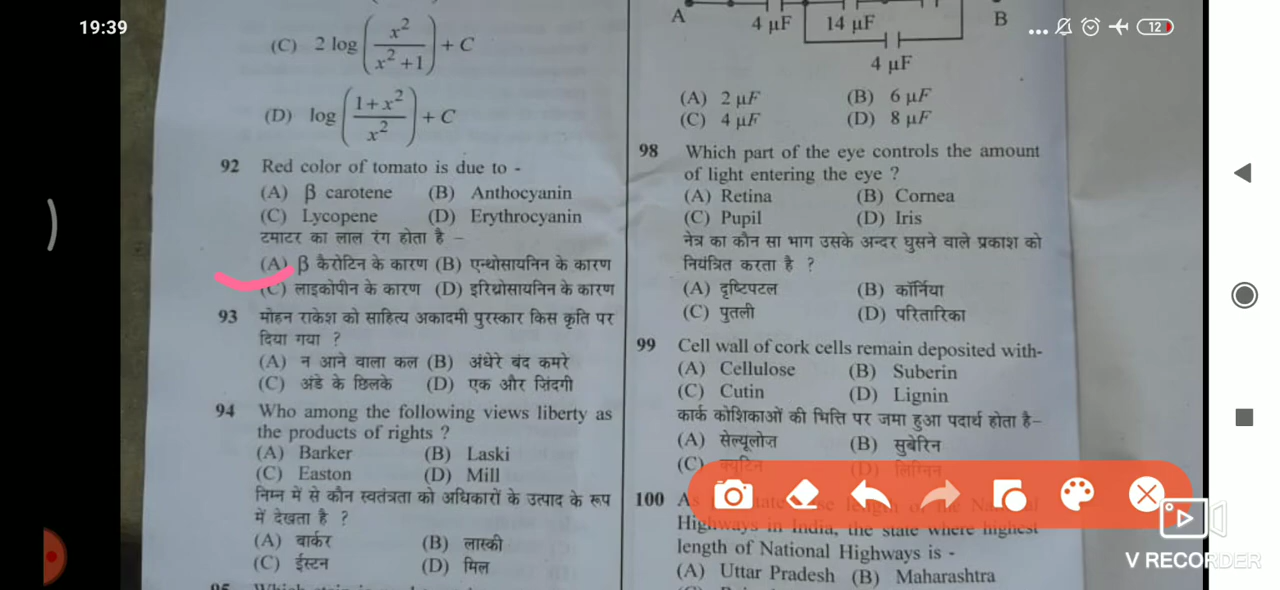 19:39
12
(C) 2 log ( x² / x² + 1 ) + C
(D) log ( 1 + x² / x² ) + C
92 Red color of tomato is due to -
(A) β carotene (B) Anthocyanin
(C) Lycopene (D) Erythrocyanin
टमाटर का लाल रंग होता है –
(A) β कैरोटिन के कारण (B) एन्थोसायनिन के कारण
(C) लाइकोपीन के कारण (D) इरिथ्रोसायनिन के कारण
93 मोहन राकेश को साहित्य अकादमी पुरस्कार किस कृति पर
दिया गया ?
(A) न आने वाला कल (B) अंधेरे बंद कमरे
(C) अंडे के छिलके (D) एक और ज़िंदगी
94 Who among the following views liberty as
the products of rights ?
(A) Barker (B) Laski
(C) Easton (D) Mill
निम्न में से कौन स्वतंत्रता को अधिकारों के उत्पाद के रूप
में देखता है ?
(A) बार्कर (B) लास्की
(C) ईस्टन (D) मिल
A 4 μF 14 μF B
4 μF
(A) 2 μF (B) 6 μF
(C) 4 μF (D) 8 μF
98 Which part of the eye controls the amount
of light entering the eye ?
(A) Retina (B) Cornea
(C) Pupil (D) Iris
नेत्र का कौन सा भाग उसके अन्दर घुसने वाले प्रकाश को
नियंत्रित करता है ?
(A) दृष्टिपटल (B) कॉर्निया
(C) पुतली (D) परितारिका
99 Cell wall of cork cells remain deposited with-
(A) Cellulose (B) Suberin
(C) Cutin (D) Lignin
कार्क कोशिकाओं की भित्ति पर जमा हुआ पदार्थ होता है–
(A) सेल्यूलोज़ (B) सुबेरिन
(C) क्यूटिन (D) लिग्निन
100 As
Highways in India, the state where highest
length of National Highways is -
(A) Uttar Pradesh (B) Maharashtra
V RECORDER